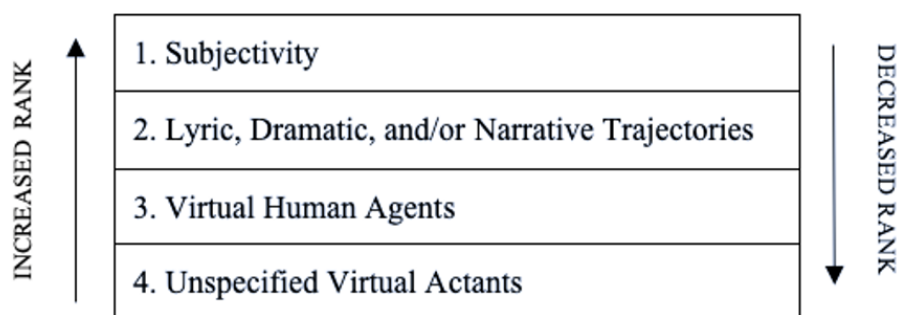 INCREASED RANK
1. Subjectivity
2. Lyric, Dramatic, and/or Narrative Trajectories
3. Virtual Human Agents
4. Unspecified Virtual Actants
DECREASED RANK